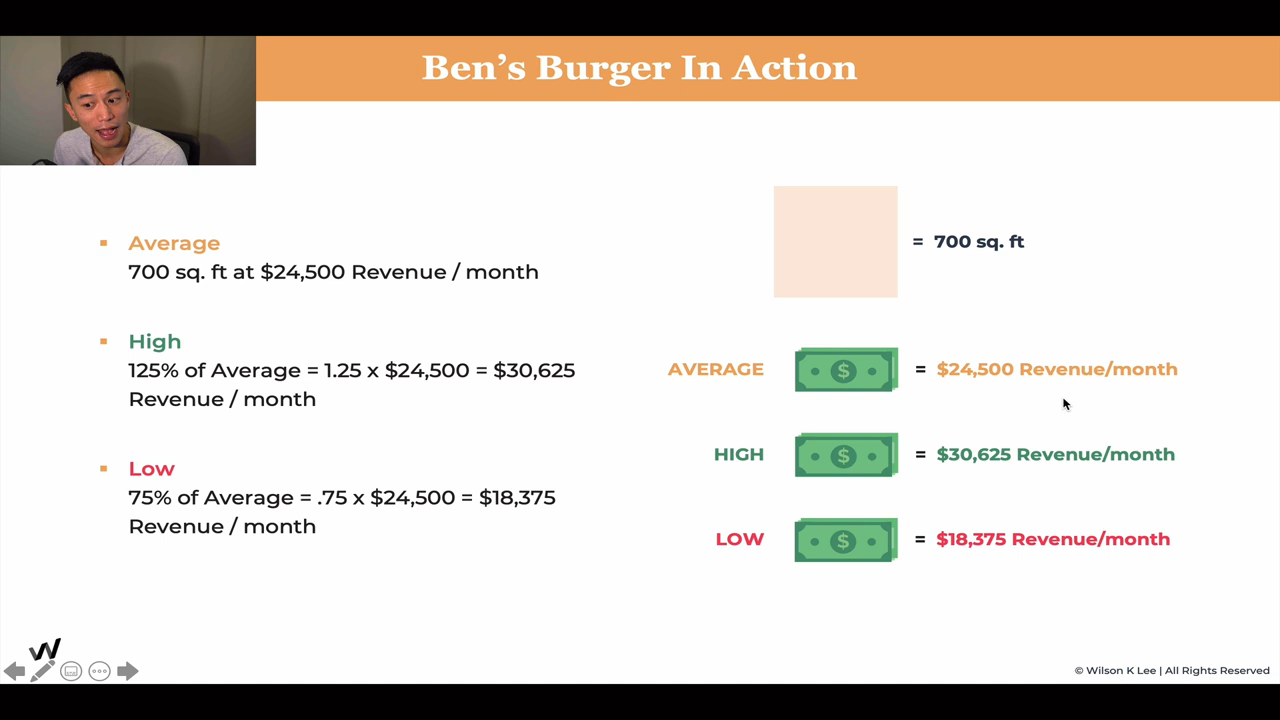 Ben's Burger In Action
Average
700 sq. ft at $24,500 Revenue / month
High
125% of Average = 1.25 x $24,500 = $30,625
Revenue / month
Low
75% of Average = .75 x $24,500 = $18,375
Revenue / month
= 700 sq. ft
AVERAGE $ = $24,500 Revenue/month
HIGH $ = $30,625 Revenue/month
LOW $ = $18,375 Revenue/month
W
© Wilson K Lee | All Rights Reserved